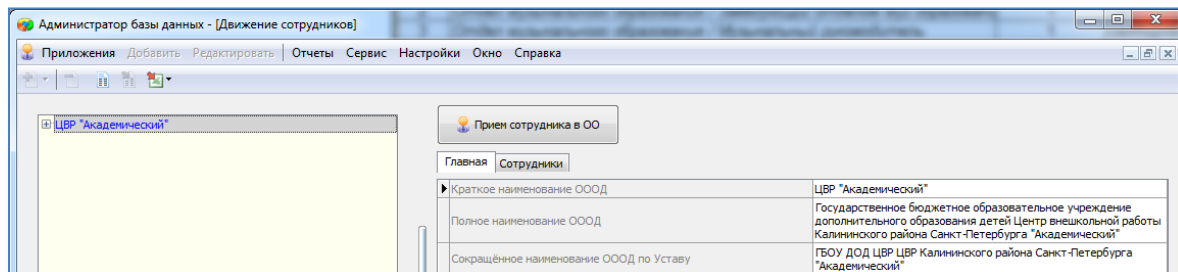 Администратор базы данных - [Движение сотрудников]
Приложения Добавить Редактировать Отчеты Сервис Настройки Окно Справка
ЦВР "Академический"
Прием сотрудника в ОО
Главная Сотрудники
Краткое наименование ОООД
ЦВР "Академический"
Полное наименование ОООД
Государственное бюджетное образовательное учреждение
дополнительного образования детей Центр внешкольной работы
Калининского района Санкт-Петербурга "Академический"
Сокращённое наименование ОООД по Уставу
ГБОУ ДОД ЦВР ЦВР Калининского района Санкт-Петербурга
"Академический"